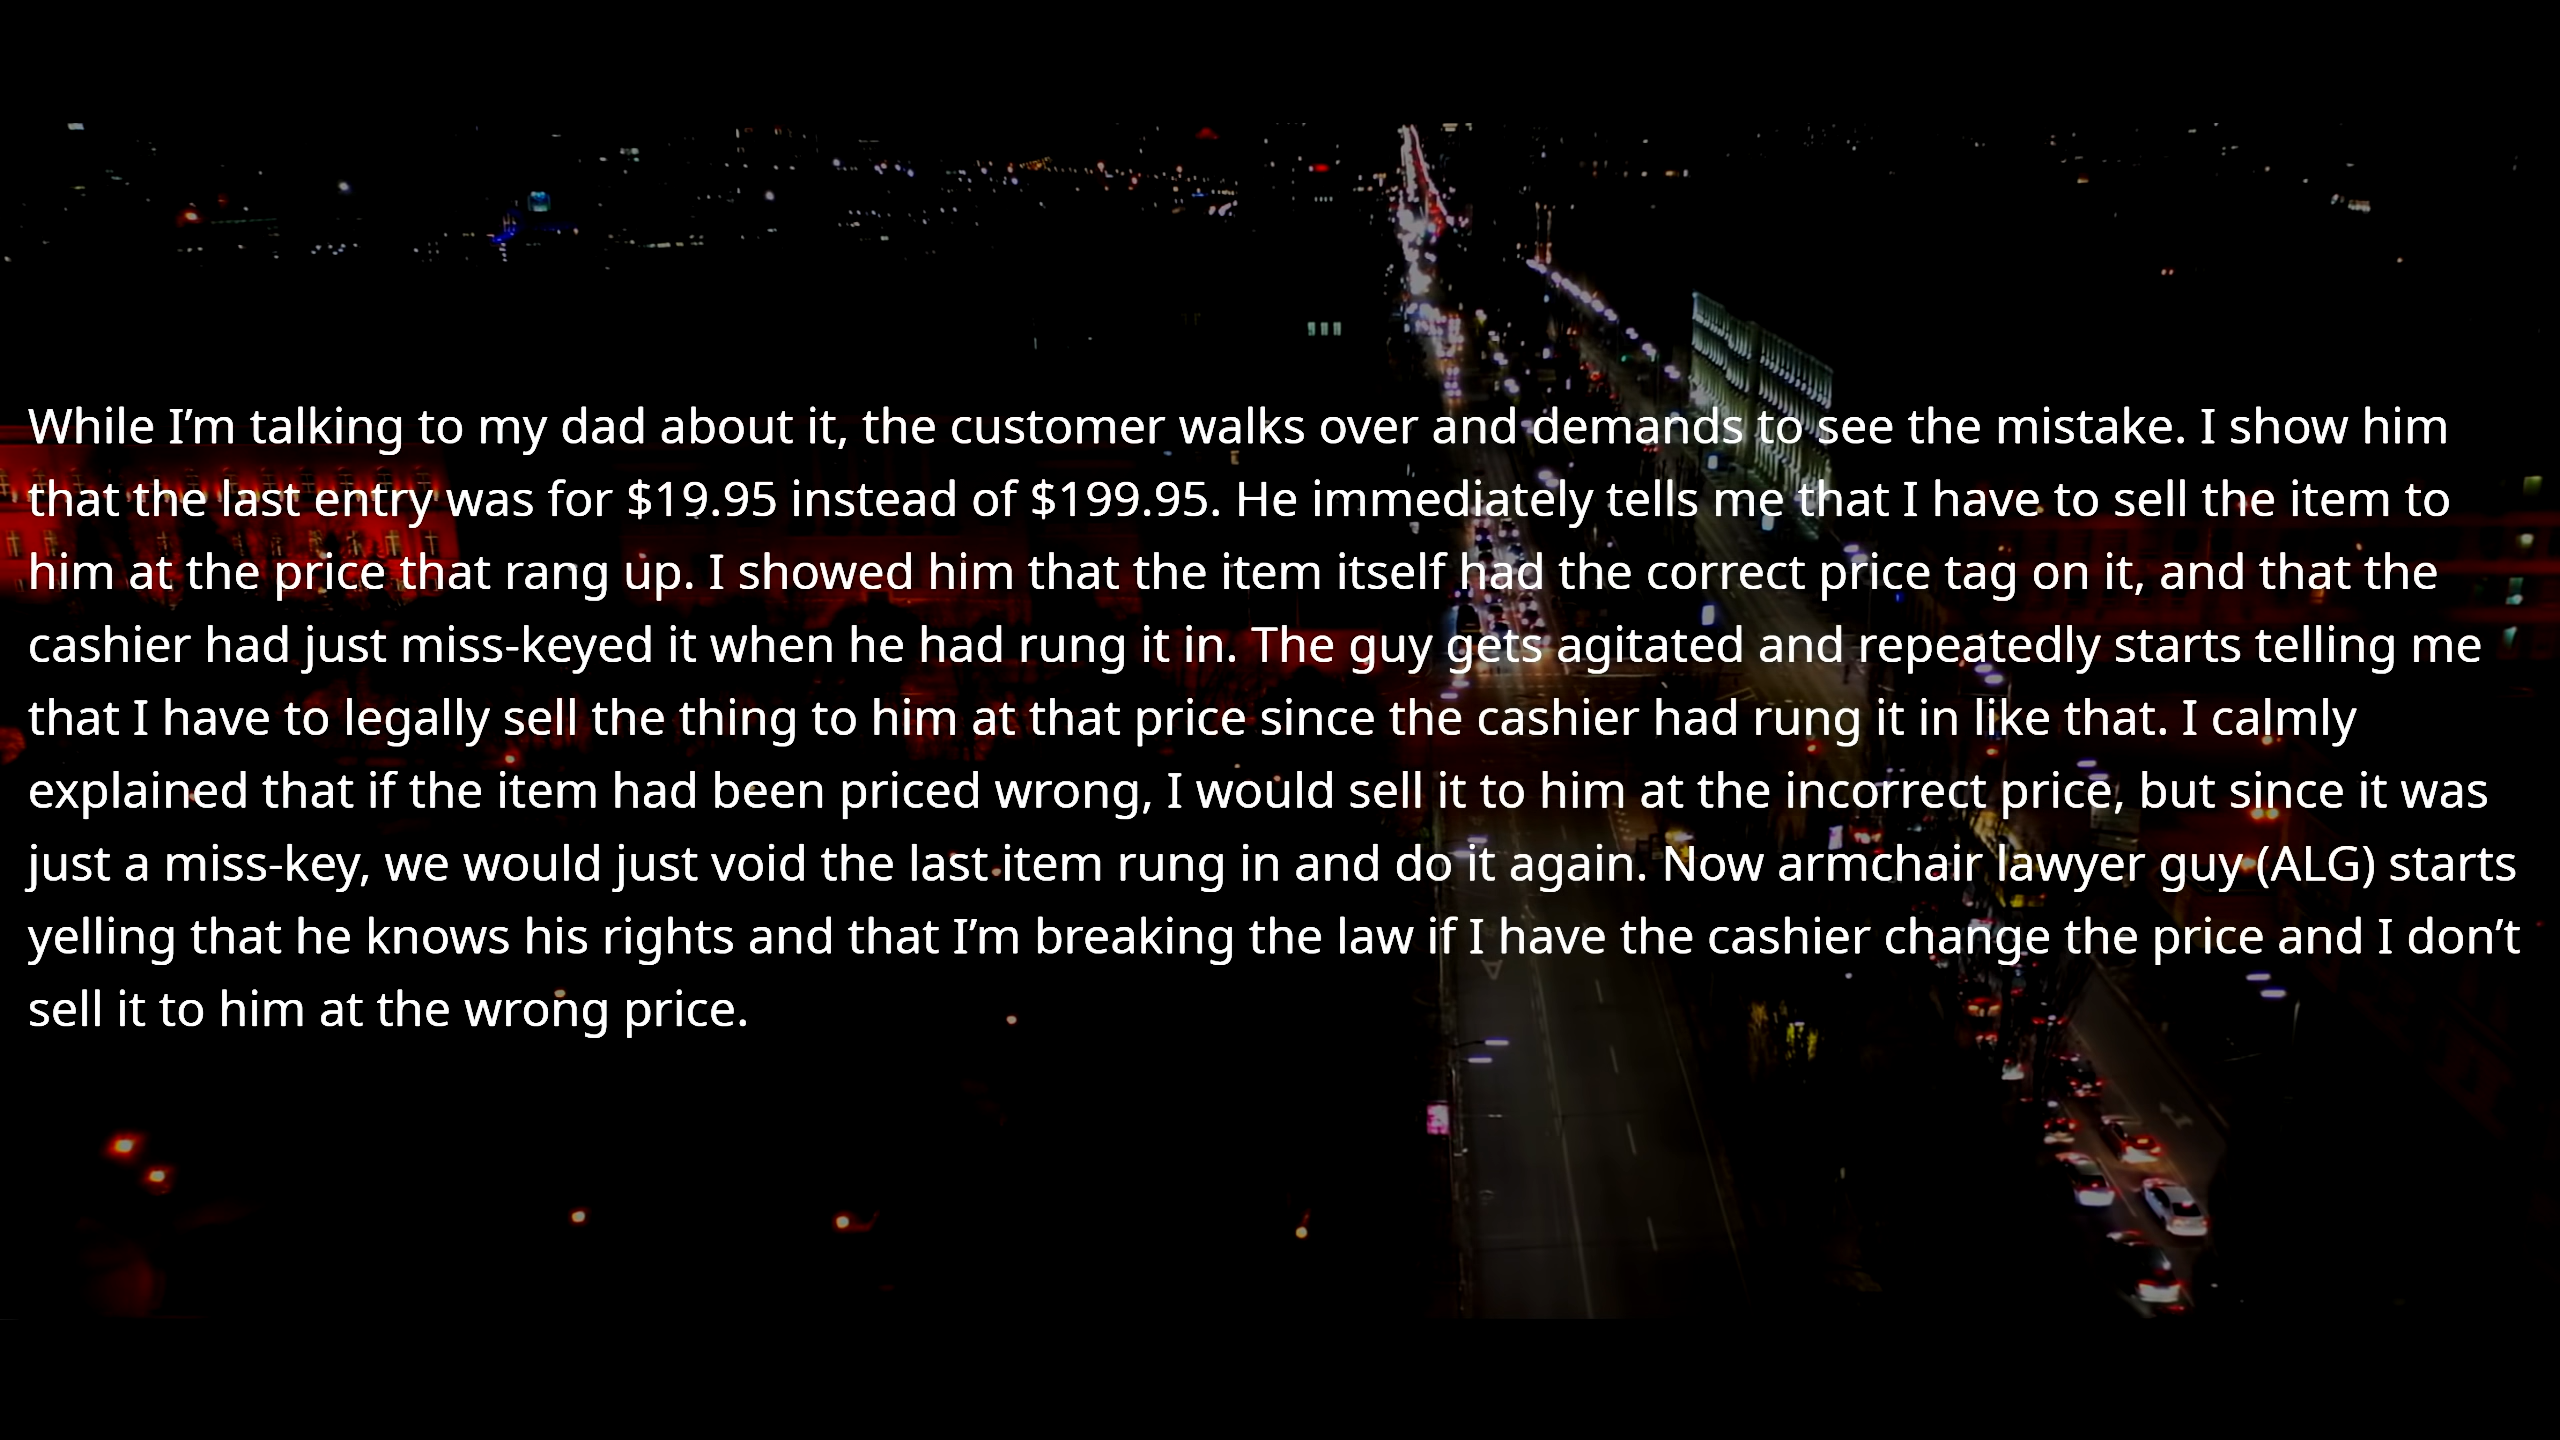 While I’m talking to my dad about it, the customer walks over and demands to see the mistake. I show him
that the last entry was for $19.95 instead of $199.95. He immediately tells me that I have to sell the item to
him at the price that rang up. I showed him that the item itself had the correct price tag on it, and that the
cashier had just miss-keyed it when he had rung it in. The guy gets agitated and repeatedly starts telling me
that I have to legally sell the thing to him at that price since the cashier had rung it in like that. I calmly
explained that if the item had been priced wrong, I would sell it to him at the incorrect price, but since it was
just a miss-key, we would just void the last item rung in and do it again. Now armchair lawyer guy (ALG) starts
yelling that he knows his rights and that I’m breaking the law if I have the cashier change the price and I don’t
sell it to him at the wrong price.